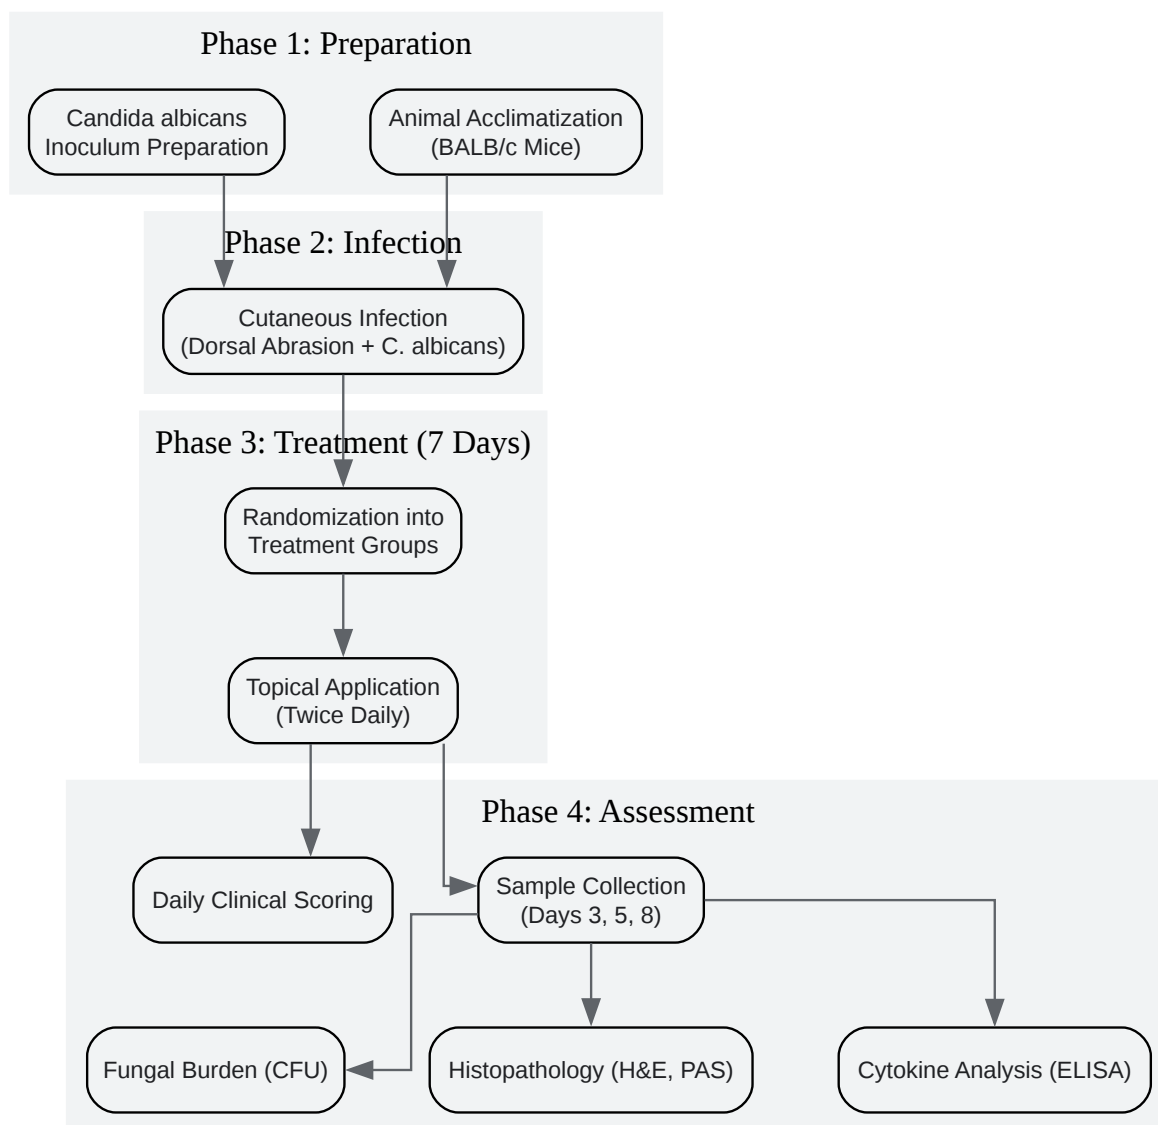 Phase 1: Preparation
Candida albicans
Inoculum Preparation
Animal Acclimatization
(BALB/c Mice)
Phase 2: Infection
Cutaneous Infection
(Dorsal Abrasion + C. albicans)
Phase 3: Treatment (7 Days)
Randomization into
Treatment Groups
Topical Application
(Twice Daily)
Phase 4: Assessment
Daily Clinical Scoring
Sample Collection
(Days 3, 5, 8)
Fungal Burden (CFU)
Histopathology (H&E, PAS)
Cytokine Analysis (ELISA)